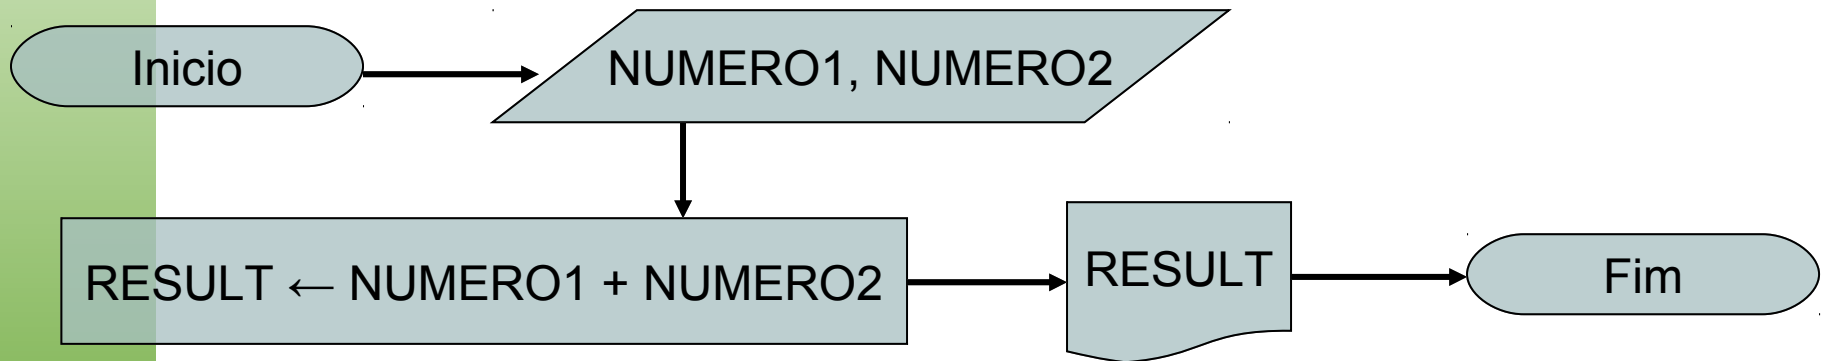 Inicio
NUMERO1, NUMERO2
RESULT ← NUMERO1 + NUMERO2
RESULT
Fim